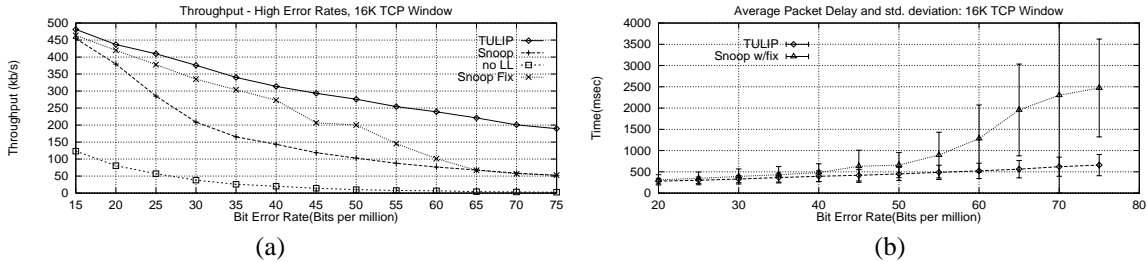 Throughput - High Error Rates, 16K TCP Window
Throughput (kb/s)
500
450
400
350
300
250
200
150
100
50
0
TULIP
Snoop
no LL
Snoop Fix
15 20 25 30 35 40 45 50 55 60 65 70 75
Bit Error Rate(Bits per million)
(a)
Average Packet Delay and std. deviation: 16K TCP Window
Time(msec)
4000
3500
3000
2500
2000
1500
1000
500
0
TULIP
Snoop w/fix
20 30 40 50 60 70 80
Bit Error Rate(Bits per million)
(b)